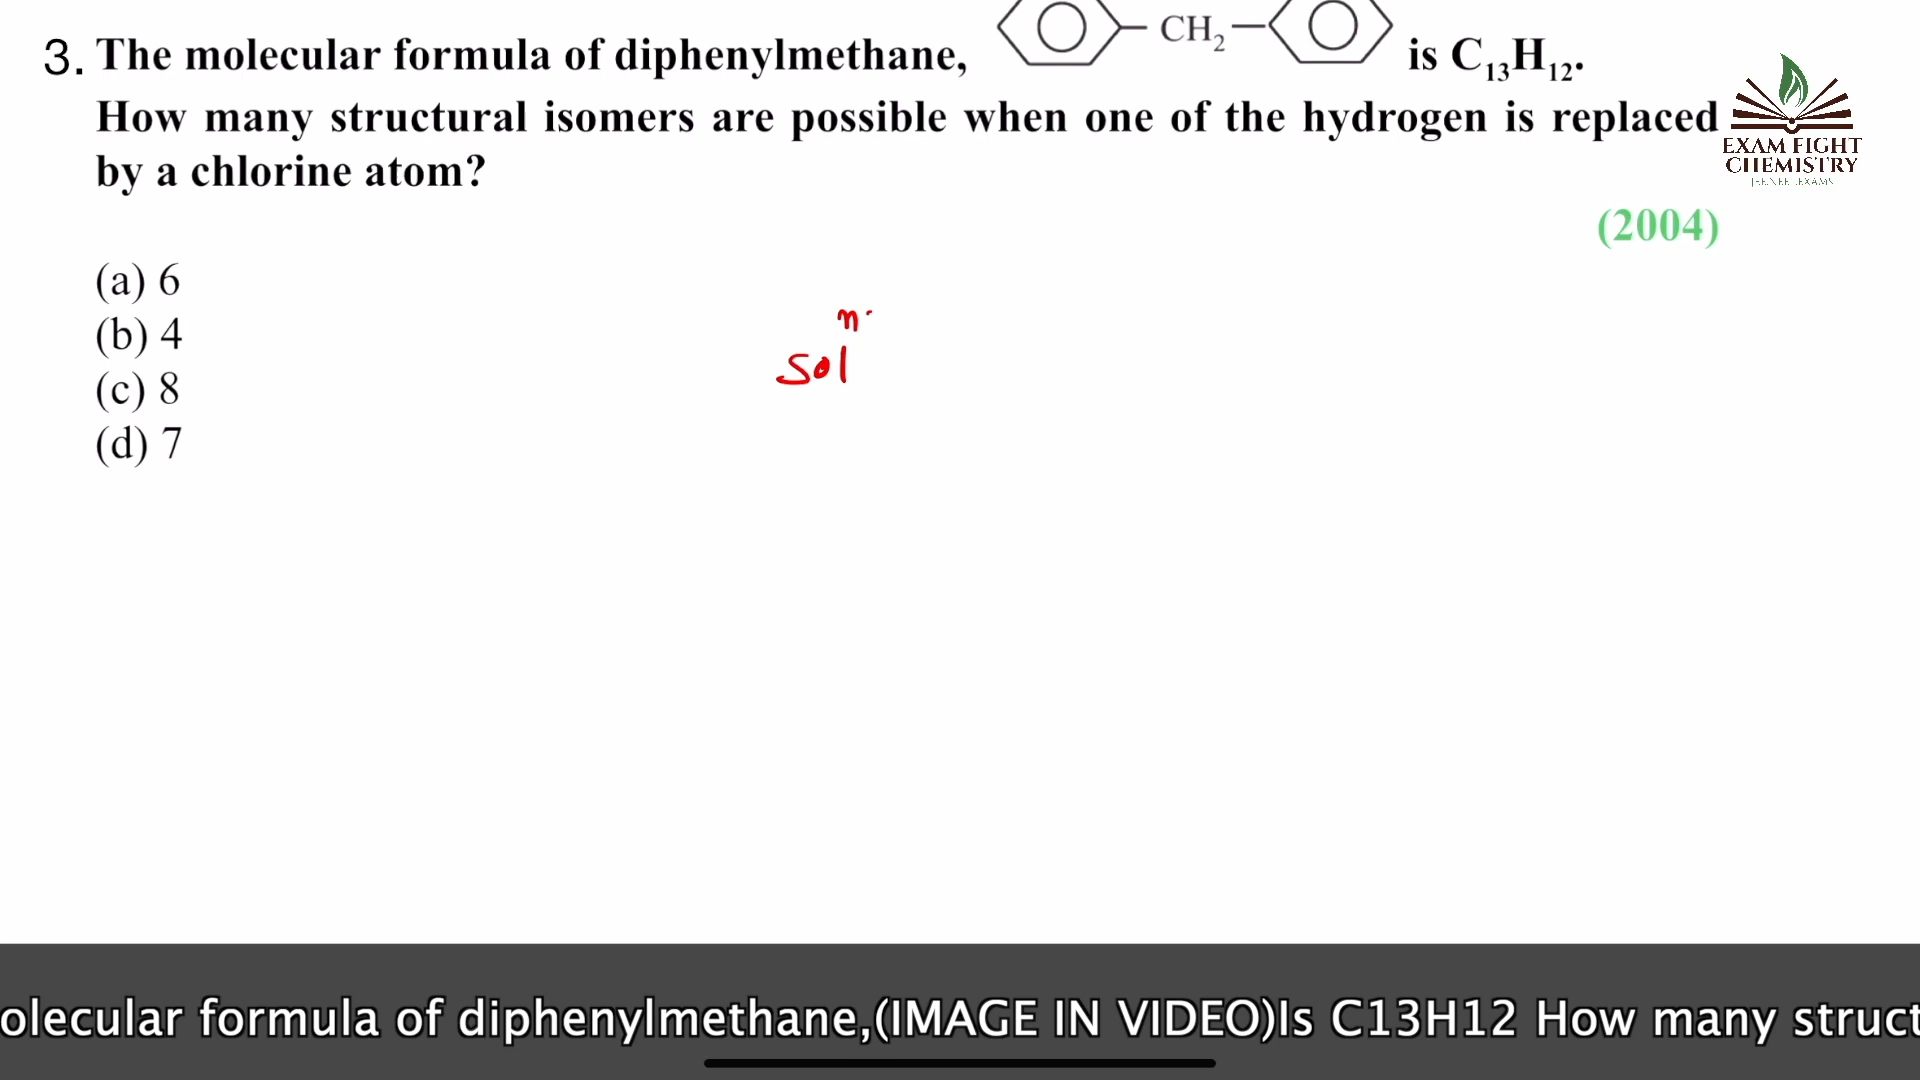 3. The molecular formula of diphenylmethane, CH₂ is C₁₃H₁₂.
How many structural isomers are possible when one of the hydrogen is replaced
by a chlorine atom?
EXAM FIGHT
CHEMISTRY
(2004)
(a) 6
(b) 4
(c) 8
(d) 7
Solⁿ·
olecular formula of diphenylmethane,(IMAGE IN VIDEO)Is C13H12 How many struct